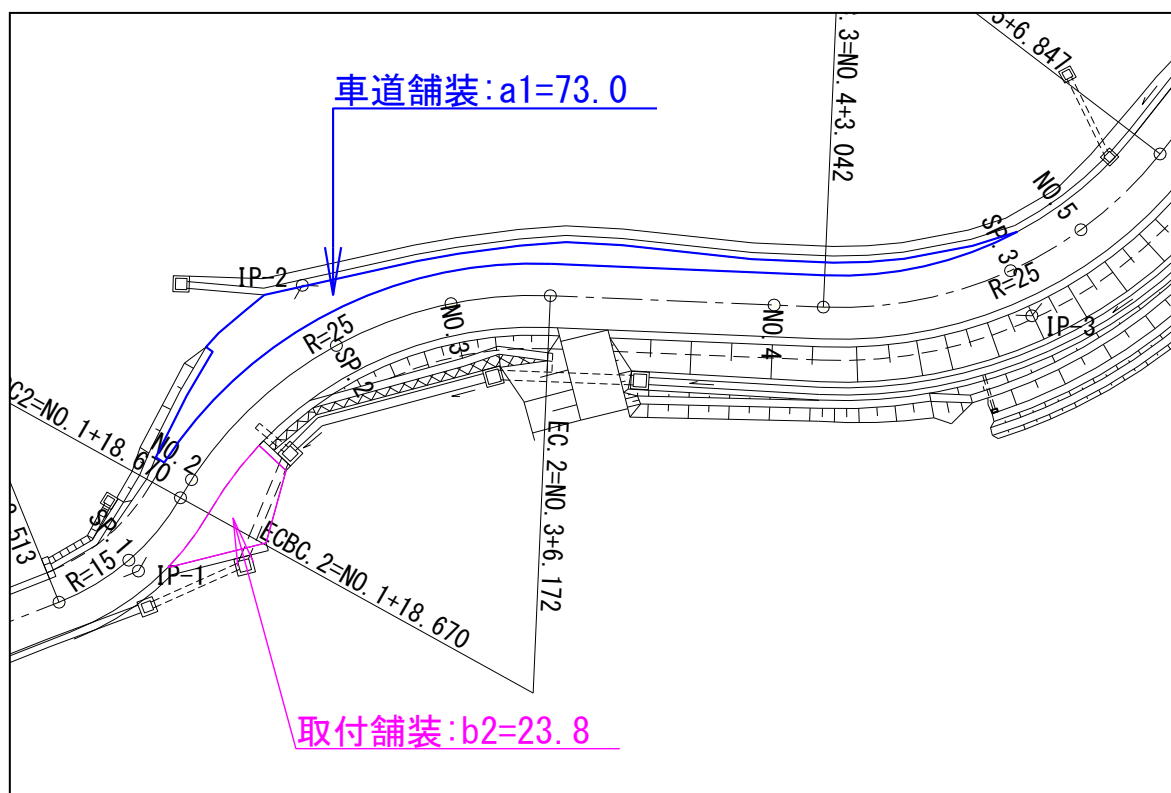 車道舗装:a1=73.0
.3=NO.4+3.042
5+6.847
NO.5
SP.3
R=25
IP-3
IP-2
R=25
SP.2
NO.3
NO.4
C2=NO.1+18.670
NO.2
SP.1
R=15
IP-1
.513
ECBC.2=NO.1+18.670
EC.2=NO.3+6.172
取付舗装:b2=23.8